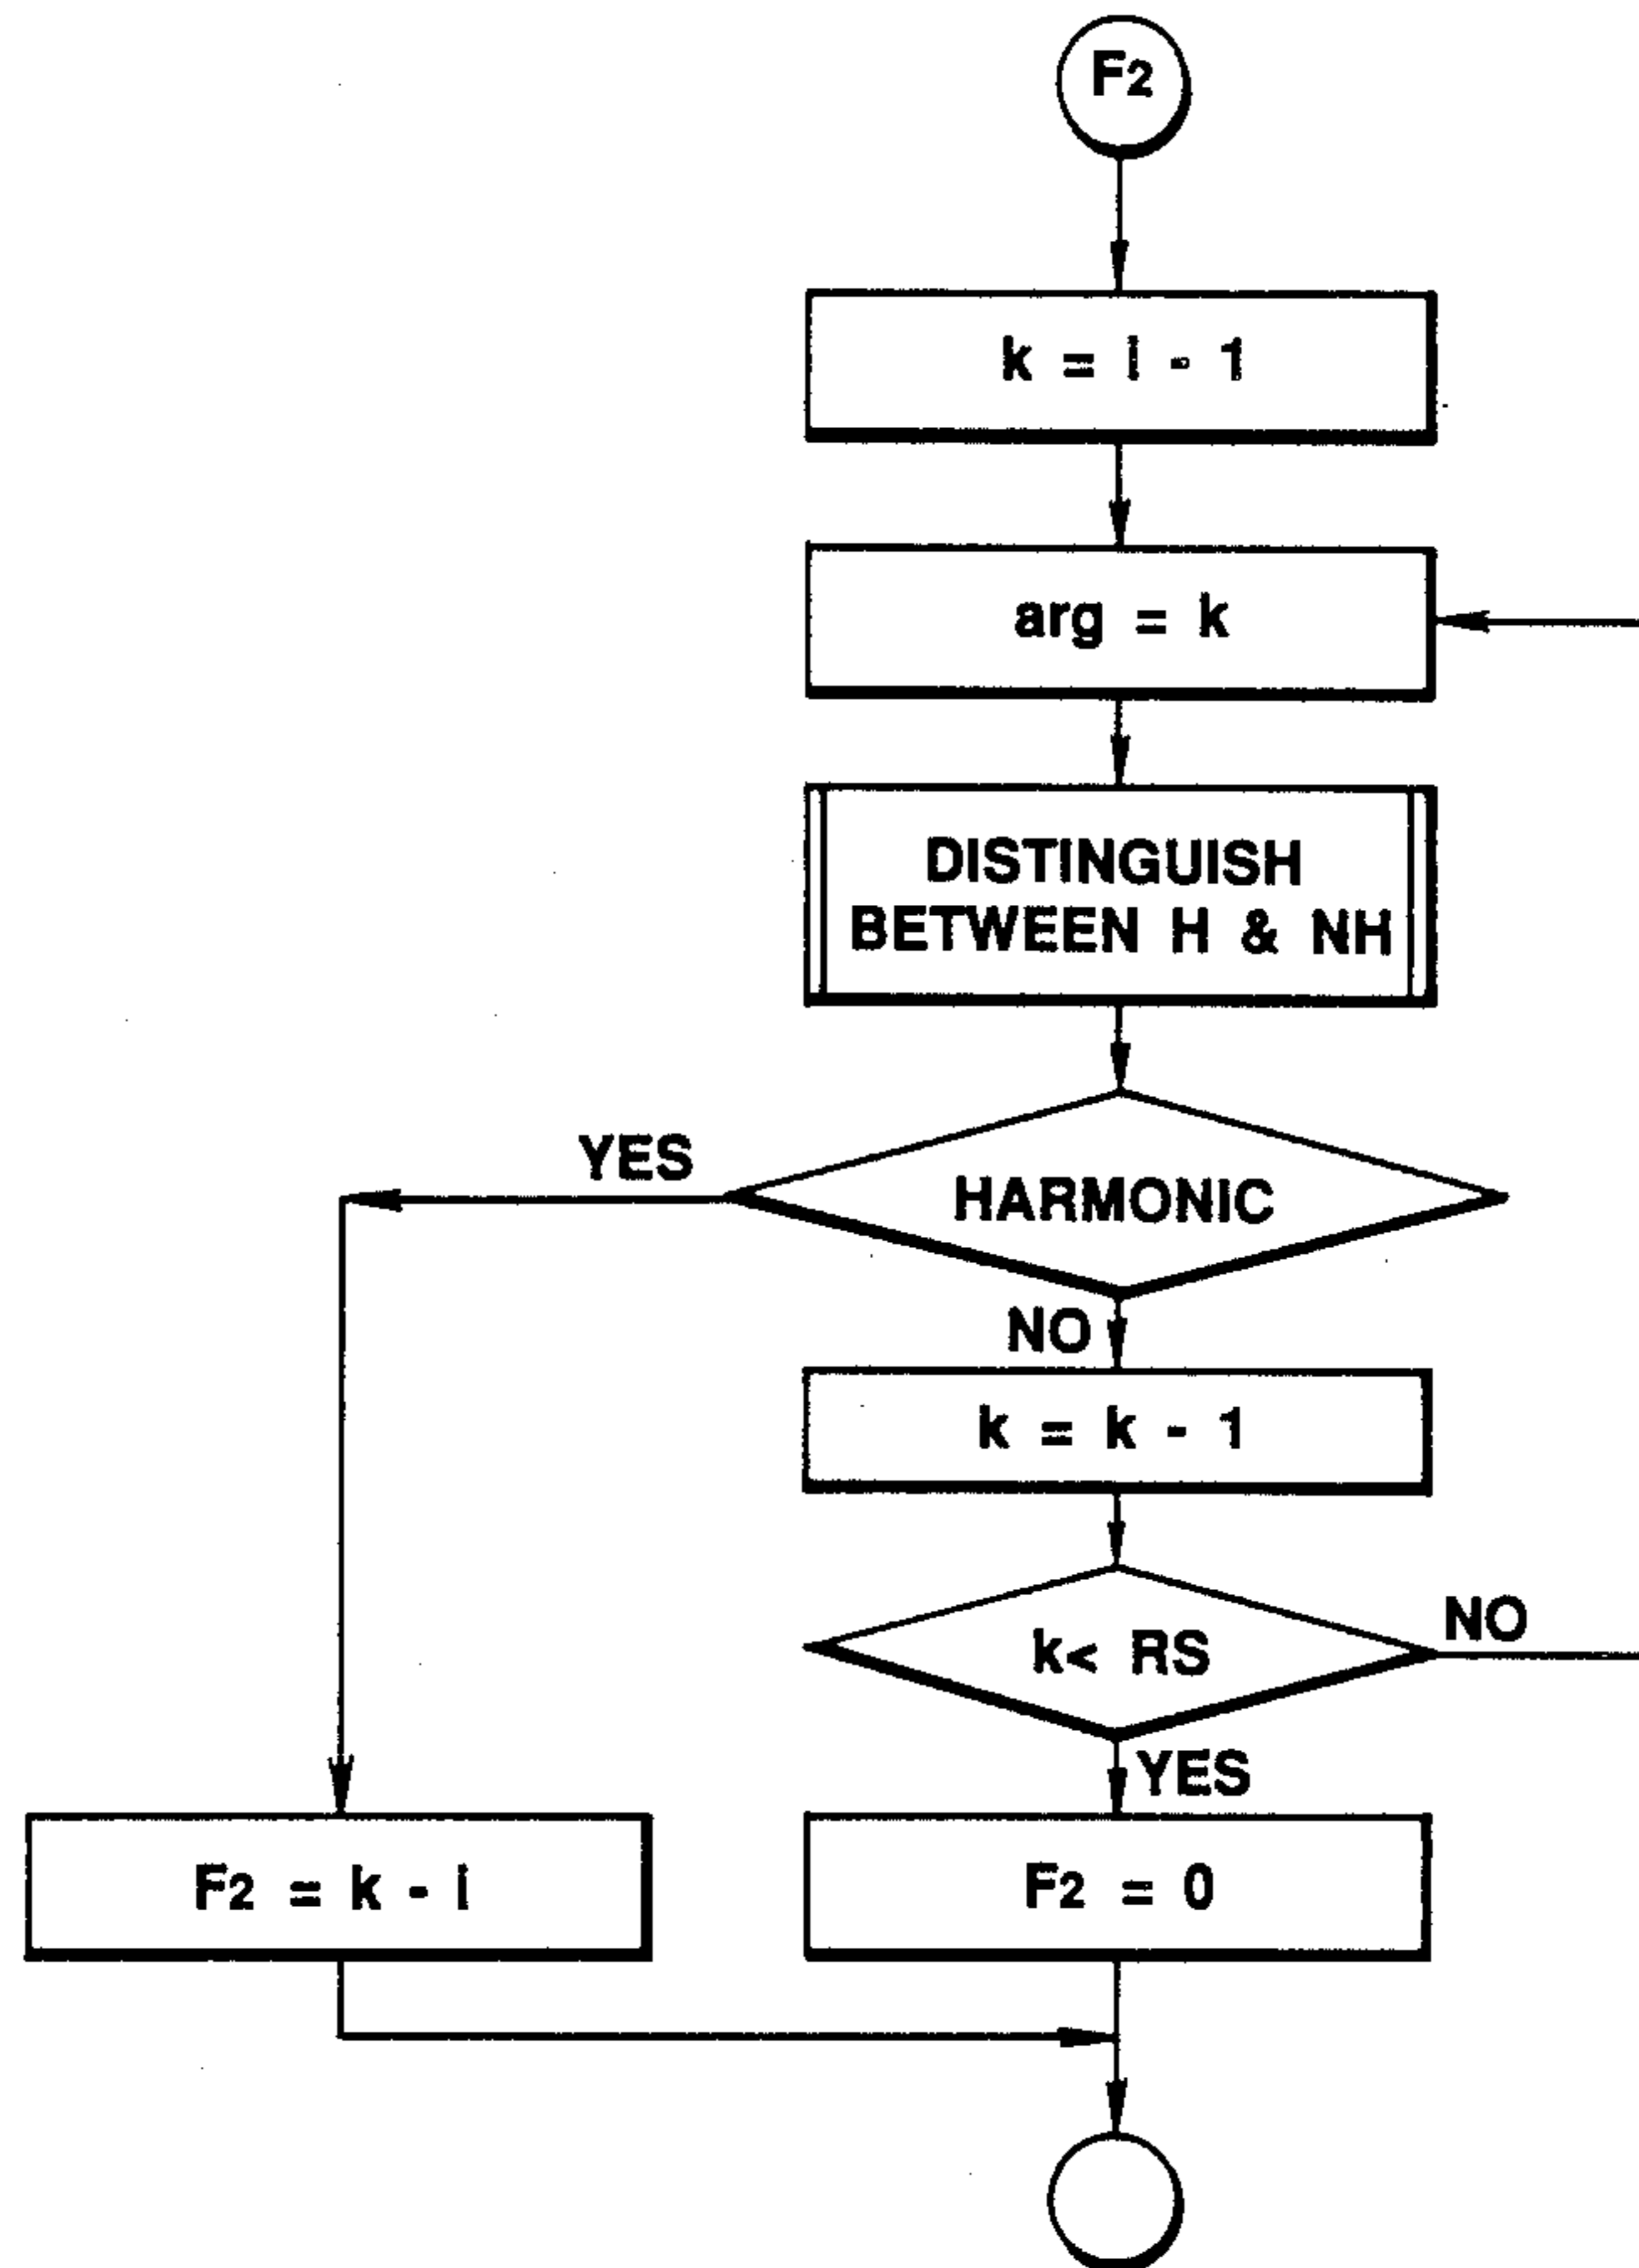 F2
k = i - 1
arg = k
DISTINGUISH
BETWEEN H & NH
YES
HARMONIC
NO
k = k - 1
k< RS
NO
YES
F2 = k - i
F2 = 0